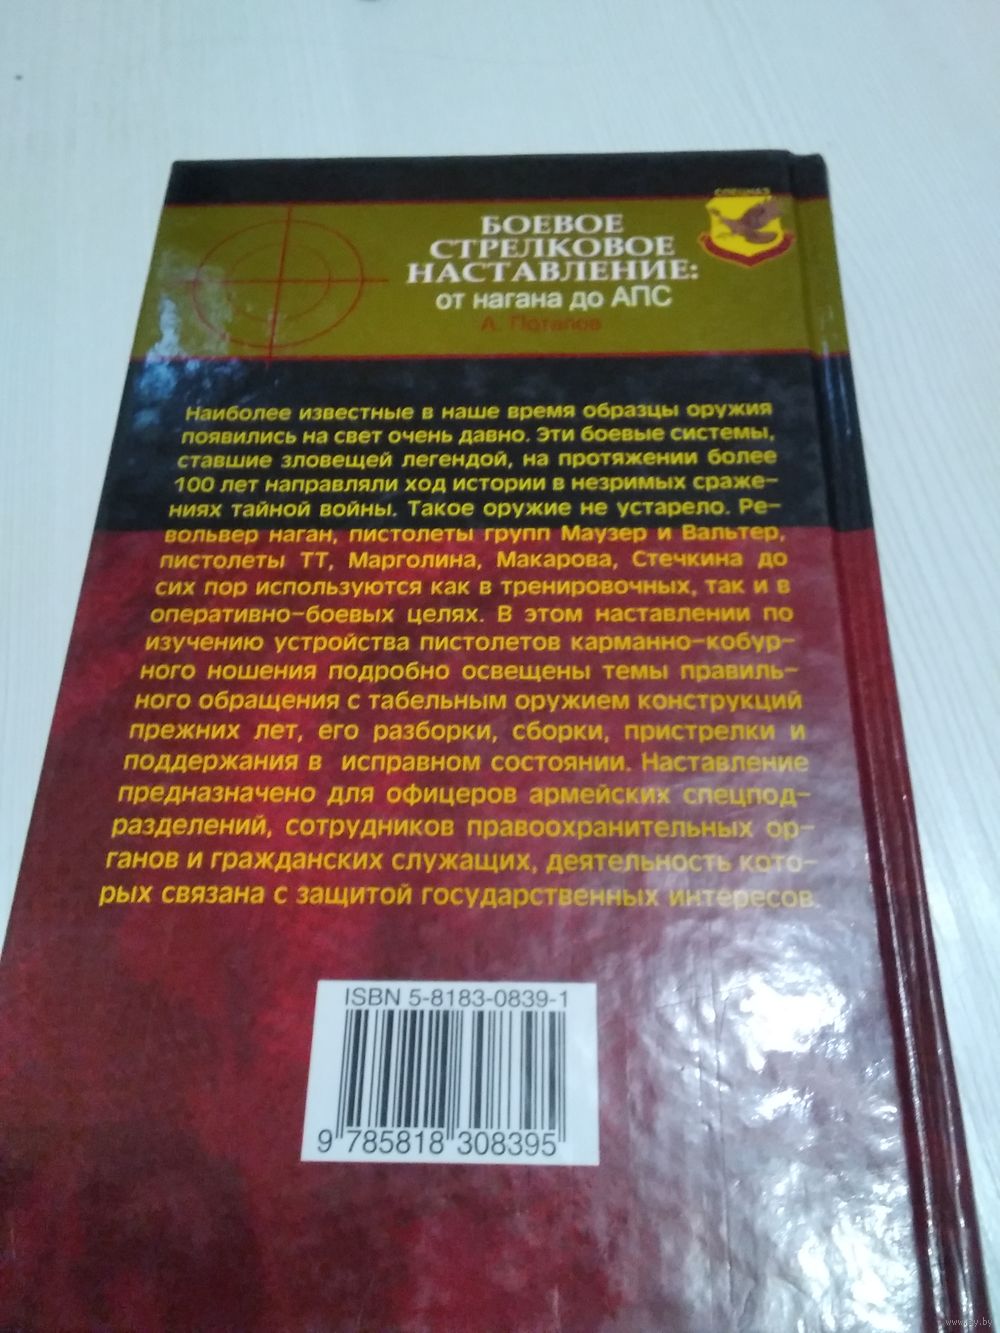 СПЕЦНАЗ
БОЕВОЕ
СТРЕЛКОВОЕ
НАСТАВЛЕНИЕ:
от нагана до АПС
А. Потапов
Наиболее известные в наше время образцы оружия
появились на свет очень давно. Эти боевые системы,
ставшие зловещей легендой, на протяжении более
100 лет направляли ход истории в незримых сраже-
ниях тайной войны. Такое оружие не устарело. Ре-
вольвер наган, пистолеты групп Маузер и Вальтер,
пистолеты ТТ, Марголина, Макарова, Стечкина до
сих пор используются как в тренировочных, так и в
оперативно-боевых целях. В этом наставлении по
изучению устройства пистолетов карманно-кобур-
ного ношения подробно освещены темы правиль-
ного обращения с табельным оружием конструкций
прежних лет, его разборки, сборки, пристрелки и
поддержания в исправном состоянии. Наставление
предназначено для офицеров армейских спецпод-
разделений, сотрудников правоохранительных ор-
ганов и гражданских служащих, деятельность кото-
рых связана с защитой государственных интересов.
ISBN 5-8183-0839-1
9 785818 308395